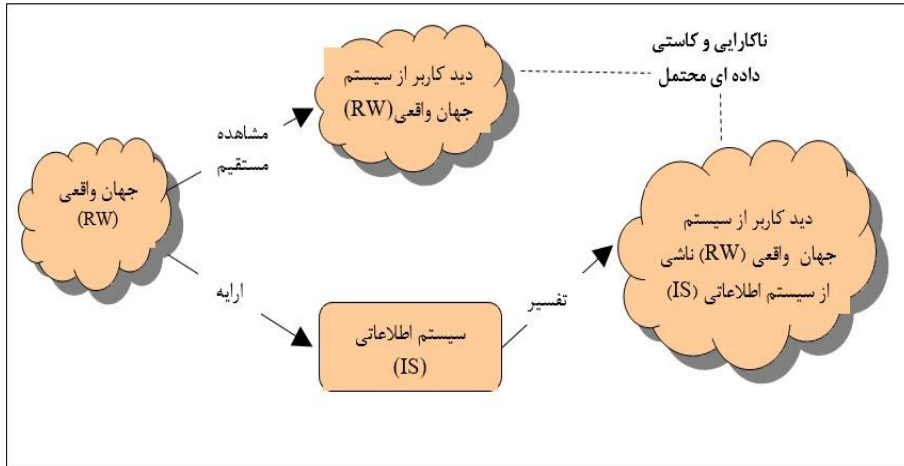 ناکارایی و کاستی
داده ای محتمل
دید کاربر از سیستم
جهان واقعی(RW)
مشاهده
مستقیم
جهان واقعی
(RW)
دید کاربر از سیستم
جهان واقعی (RW) ناشی
از سیستم اطلاعاتی (IS)
ارایه
تفسیر
سیستم اطلاعاتی
(IS)